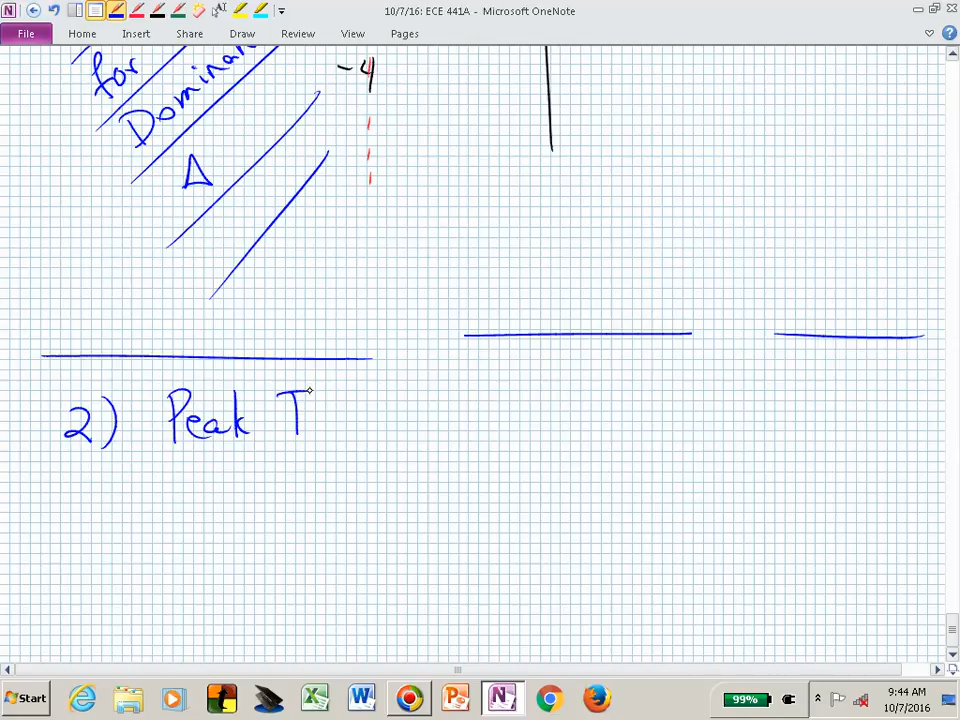 10/7/16: ECE 441A - Microsoft OneNote
File Home Insert Share Draw Review View Pages
for
-4
Dominan
Δ
2) Peak T
Start
99%
9:44 AM
10/7/2016